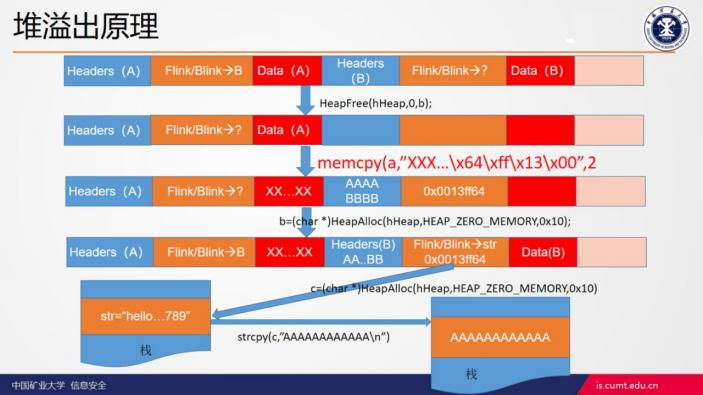 堆溢出原理
Headers（A） Flink/Blink→B Data（A） Headers（B） Flink/Blink→? Data（B）
HeapFree(hHeap,0,b);
Headers（A） Flink/Blink→? Data（A）
memcpy(a,"XXX...\x64\xff\x13\x00",2
Headers（A） Flink/Blink→? XX...XX AAAA BBBB 0x0013ff64
b=(char *)HeapAlloc(hHeap,HEAP_ZERO_MEMORY,0x10);
Headers（A） Flink/Blink→B XX...XX Headers(B) AA..BB Flink/Blink→str 0x0013ff64 Data(B)
c=(char *)HeapAlloc(hHeap,HEAP_ZERO_MEMORY,0x10)
str="hello...789"
栈
strcpy(c,"AAAAAAAAAAAA\n")
AAAAAAAAAAAA
栈
中国矿业大学 信息安全
is.cumt.edu.cn